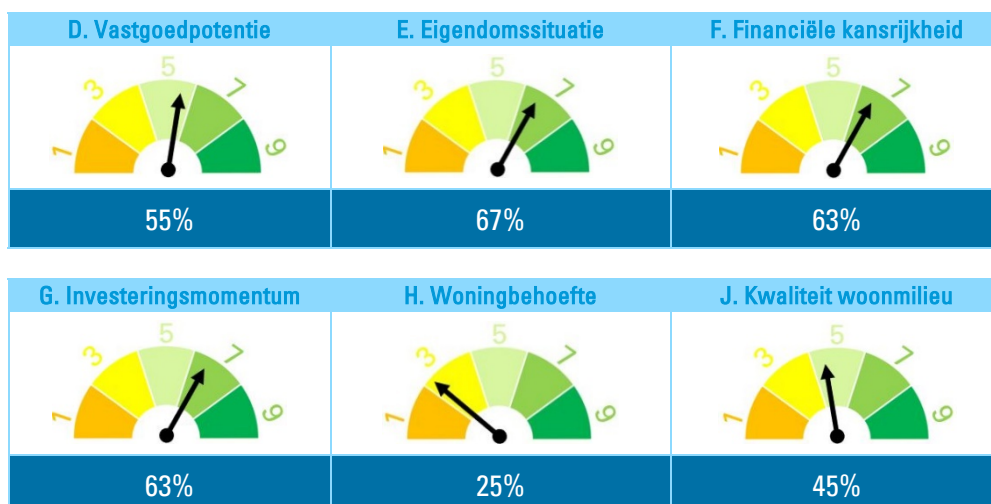 D. Vastgoedpotentie
E. Eigendomssituatie
F. Financiële kansrijkheid
1 3 5 7 9
1 3 5 7 9
1 3 5 7 9
55%
67%
63%
G. Investeringsmomentum
H. Woningbehoefte
J. Kwaliteit woonmilieu
1 3 5 7 9
1 3 5 7 9
1 3 5 7 9
63%
25%
45%